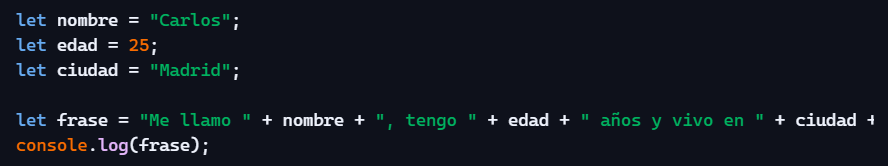 let nombre = "Carlos";
let edad = 25;
let ciudad = "Madrid";
let frase = "Me llamo " + nombre + ", tengo " + edad + " años y vivo en " + ciudad +
console.log(frase);